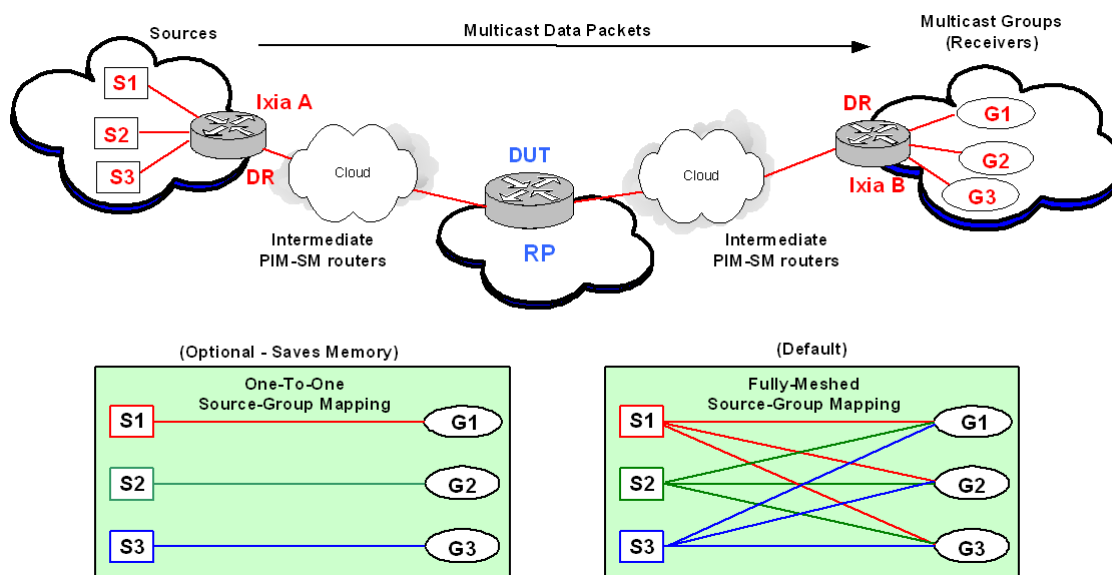 Sources
Multicast Data Packets
Multicast Groups
(Receivers)
S1
S2
S3
Ixia A
DR
Cloud
Intermediate
PIM-SM routers
DUT
RP
Cloud
Intermediate
PIM-SM routers
DR
Ixia B
G1
G2
G3
(Optional - Saves Memory)
One-To-One
Source-Group Mapping
S1
G1
S2
G2
S3
G3
(Default)
Fully-Meshed
Source-Group Mapping
S1
G1
S2
G2
S3
G3